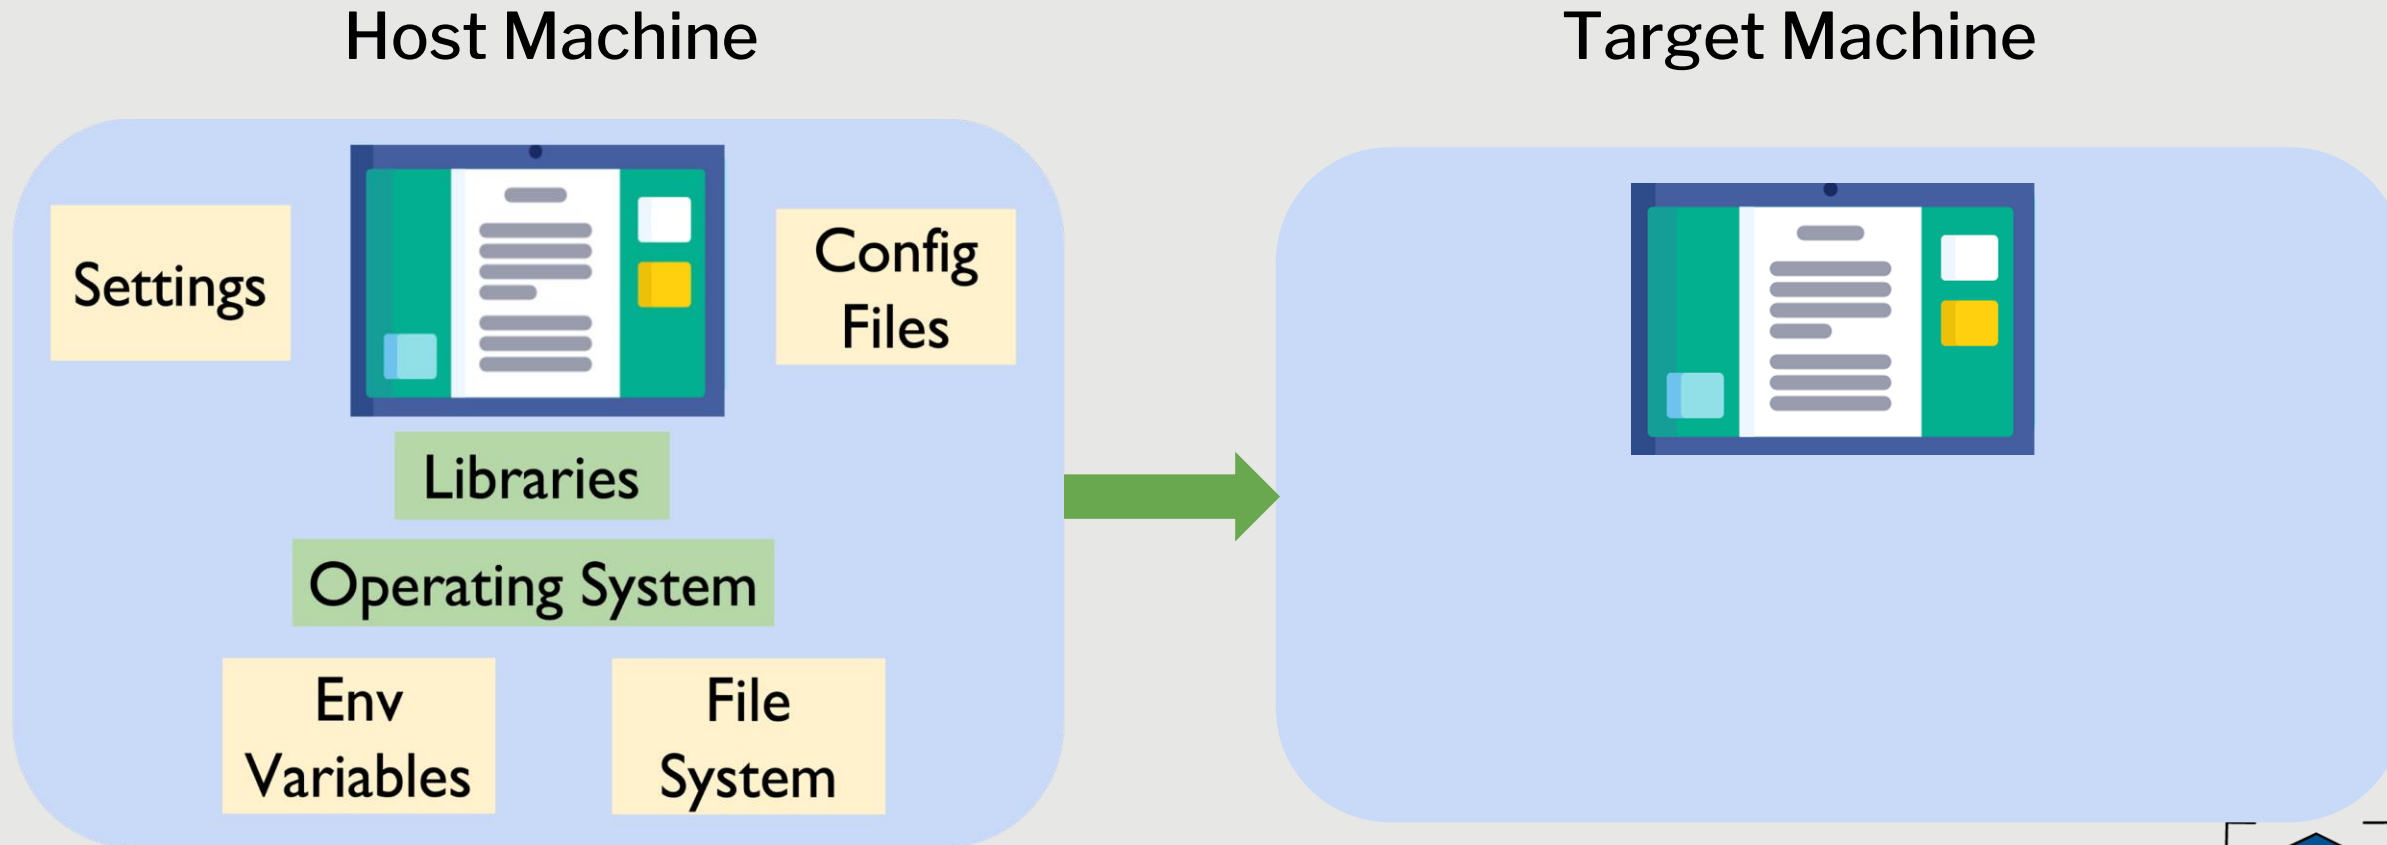 Host Machine
Target Machine
Settings
Config
Files
Libraries
Operating System
Env
Variables
File
System